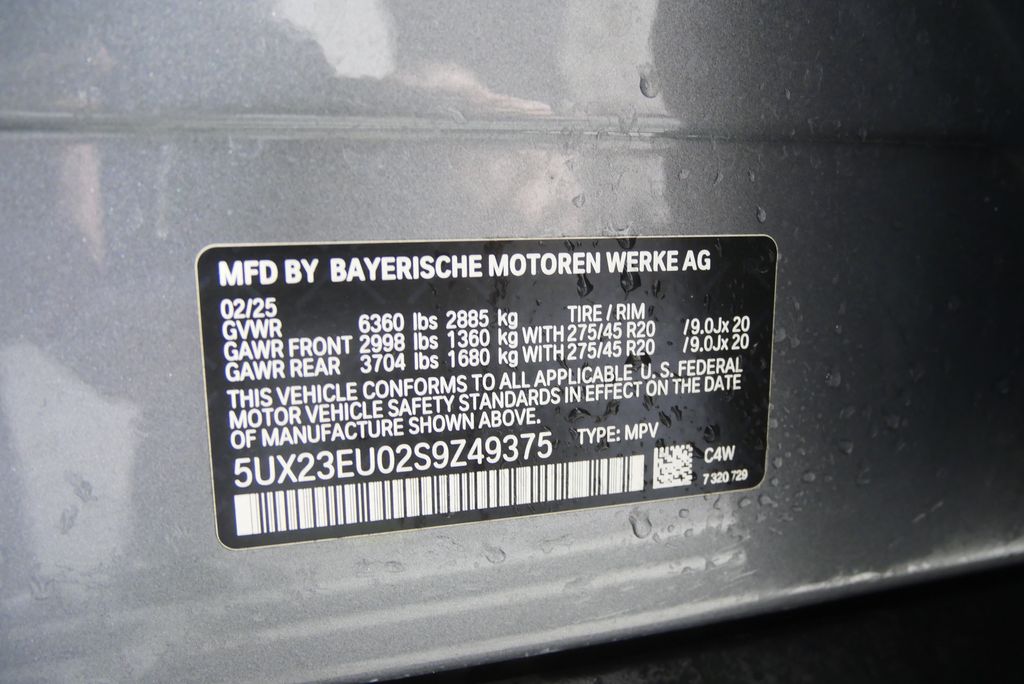 MFD BY BAYERISCHE MOTOREN WERKE AG
02/25 TIRE / RIM
GVWR 6360 lbs 2885 kg
GAWR FRONT 2998 lbs 1360 kg WITH 275/45 R20 / 9.0Jx 20
GAWR REAR 3704 lbs 1680 kg WITH 275/45 R20 / 9.0Jx 20
THIS VEHICLE CONFORMS TO ALL APPLICABLE U. S. FEDERAL
MOTOR VEHICLE SAFETY STANDARDS IN EFFECT ON THE DATE
OF MANUFACTURE SHOWN ABOVE.
TYPE: MPV
5UX23EU02S9Z49375
C4W
7 320 729